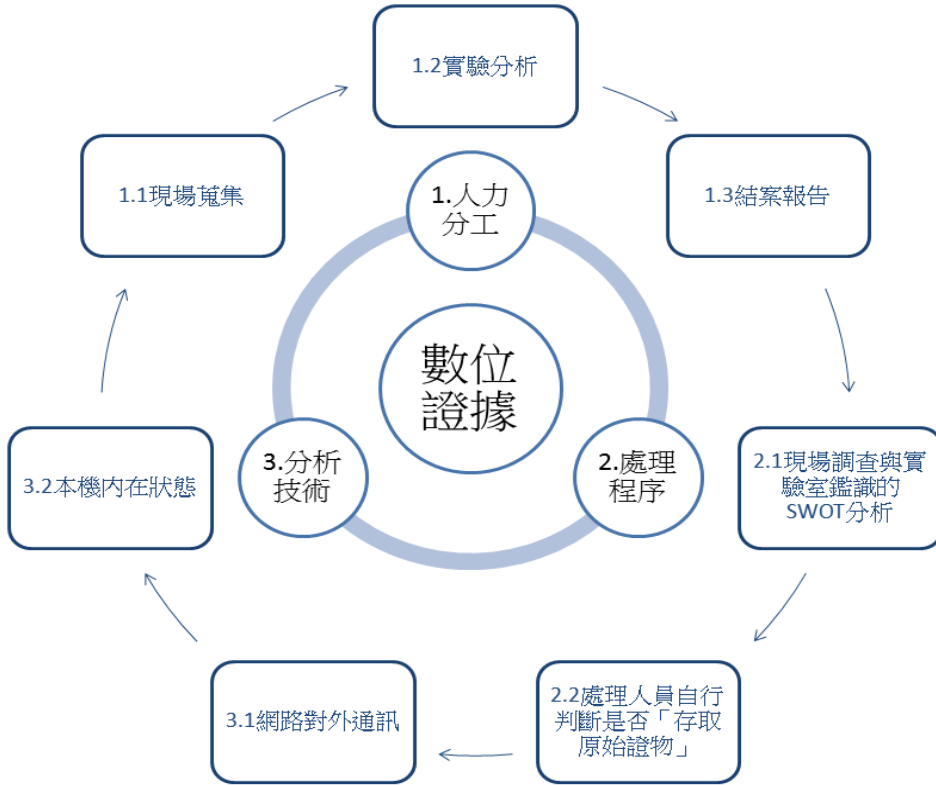 1.2實驗分析
1.1現場蒐集
1.3結案報告
1.人力
分工
數位
證據
3.分析
技術
2.處理
程序
3.2本機內在狀態
2.1現場調查與實
驗室鑑識的
SWOT分析
3.1網路對外通訊
2.2處理人員自行
判斷是否「存取
原始證物」